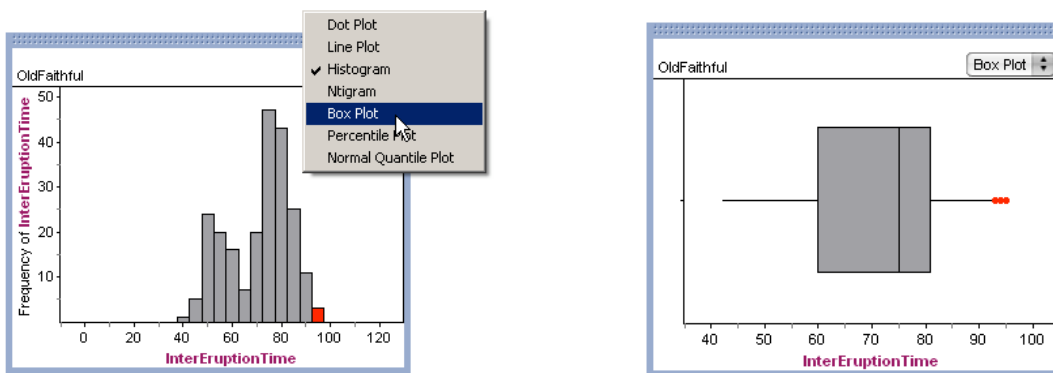 Dot Plot
Line Plot
Histogram
Ntigram
Box Plot
Percentile Plot
Normal Quantile Plot
OldFaithful
Frequency of InterEruptionTime
50
40
30
20
10
0 20 40 60 80 100 120
InterEruptionTime
OldFaithful
Box Plot
40 50 60 70 80 90 100
InterEruptionTime